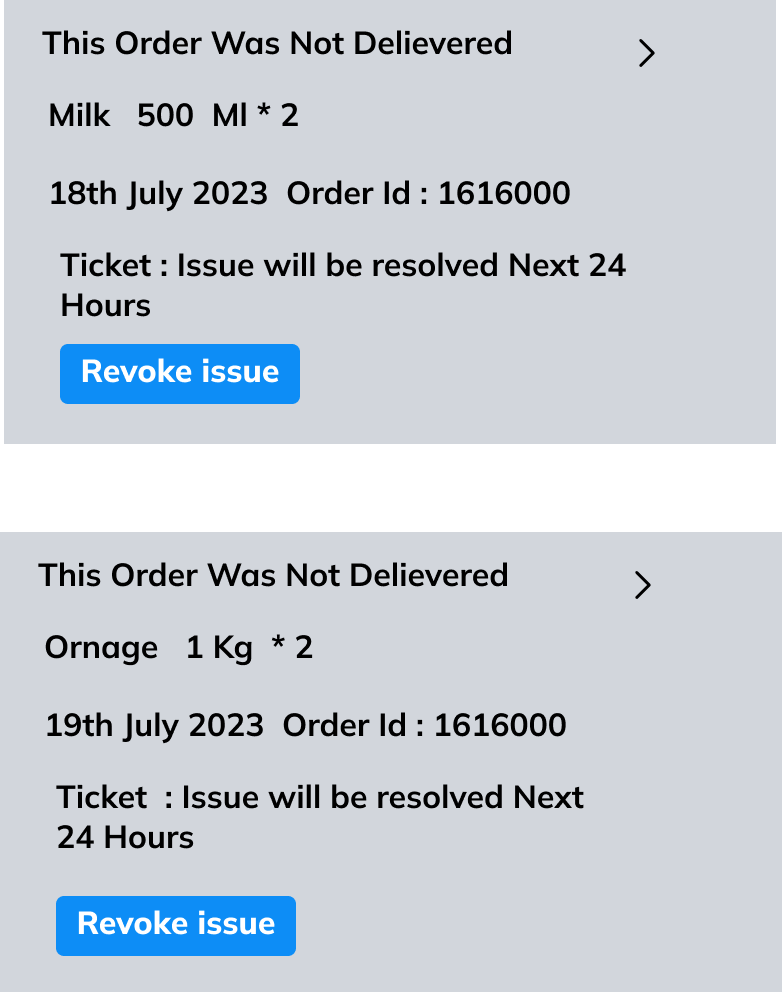 This Order Was Not Delievered
Milk 500 Ml * 2
18th July 2023 Order Id : 1616000
Ticket : Issue will be resolved Next 24
Hours
Revoke issue
This Order Was Not Delievered
Ornage 1 Kg * 2
19th July 2023 Order Id : 1616000
Ticket : Issue will be resolved Next
24 Hours
Revoke issue